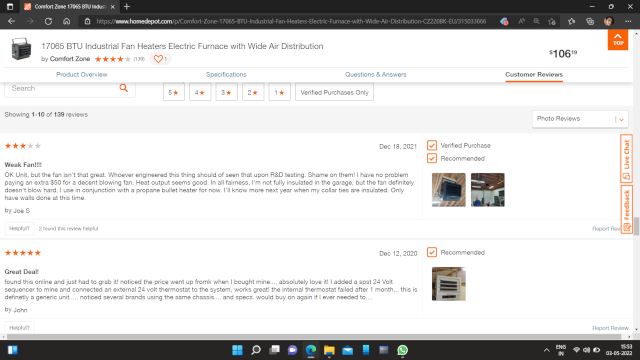 Comfort Zone 17065 BTU Indust
https://www.homedepot.com/p/Comfort-Zone-17065-BTU-Industrial-Fan-Heaters-Electric-Furnace-with-Wide-Air-Distribution-CZ220BK-EU/315033666
17065 BTU Industrial Fan Heaters Electric Furnace with Wide Air Distribution
by Comfort Zone (139) 1
$106.19
TOP
Product Overview Specifications Questions & Answers Customer Reviews
Search 5 4 3 2 1 Verified Purchases Only
Showing 1-10 of 139 reviews Photo Reviews
Dec 18, 2021 Verified Purchase
Recommended
Weak Fan!!!!
OK Unit, but the fan isn't that great. Whoever engineered this thing should of seen that upon R&D testing. Shame on them! I have no problem
paying an extra $50 for a decent blowing fan. Heat output seems good. In all fairness, I'm not fully insulated in the garage, but the fan definitely
doesn't blow hard. I use in conjunction with a propane bullet heater for now. I'll know more next year when my collar ties are insulated. Only
have walls done at this time.
by Joe S
Helpful? 2 found this review helpful Report Revie
Live Chat
Feedback
Dec 12, 2020 Recommended
Great Deal!
found this online and just had to grab it! noticed the price went up fromk when I bought mine.... absolutely love it! I added a spst 24 Volt
sequencer to mine and connected an external 24 volt thermostat to the system, works great! the internal thermostat failed after 1 month... this is
definetly a generic unit..... noticed several brands using the same chassis.... and specs. would buy on again if I ever needed to....
by John
Helpful? Report Review
ENG
IN
15:53
03-05-2022